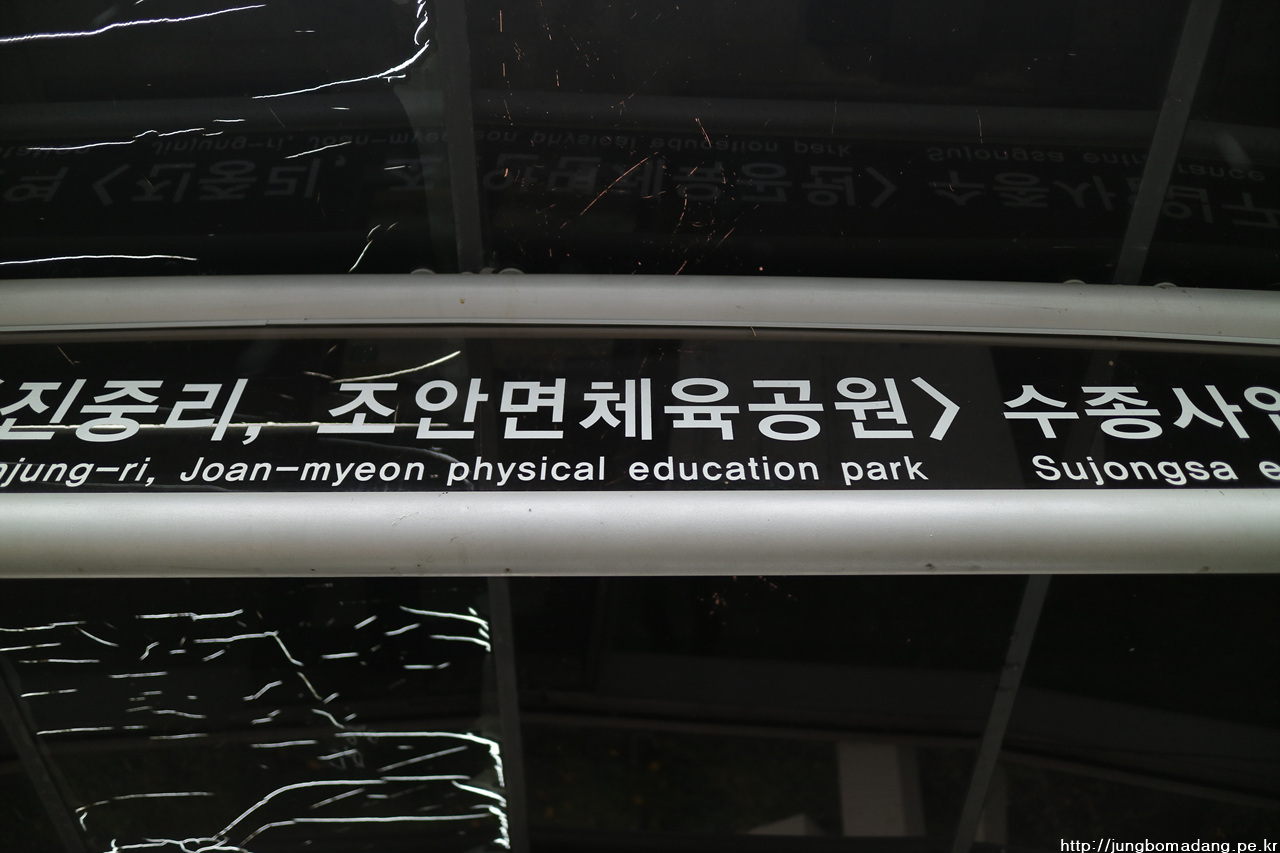 진중리, 조안면체육공원> 수종사입
njung-ri, Joan-myeon physical education park Sujongsa e
http://jungbomadang.pe.kr